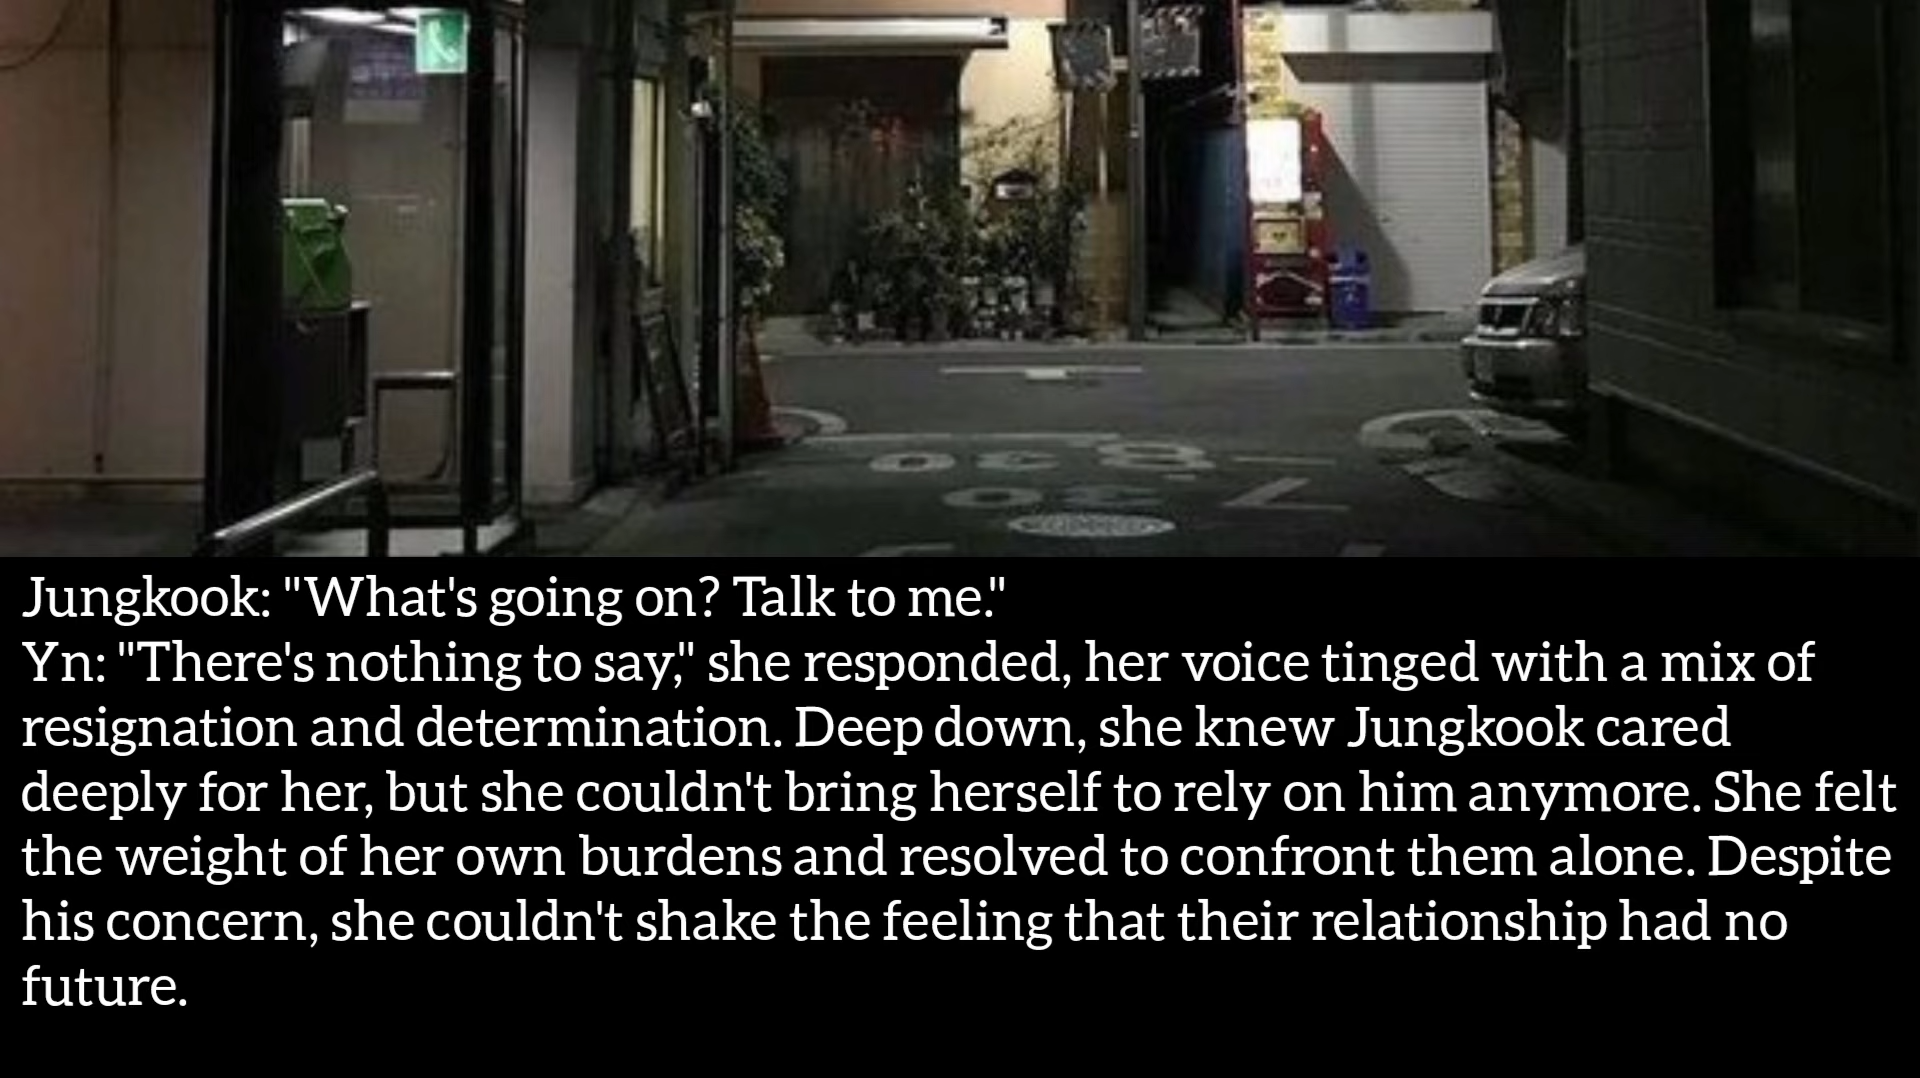 Jungkook: "What's going on? Talk to me."
Yn: "There's nothing to say," she responded, her voice tinged with a mix of
resignation and determination. Deep down, she knew Jungkook cared
deeply for her, but she couldn't bring herself to rely on him anymore. She felt
the weight of her own burdens and resolved to confront them alone. Despite
his concern, she couldn't shake the feeling that their relationship had no
future.